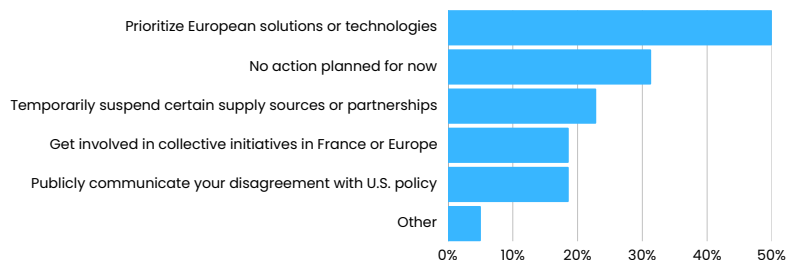 Prioritize European solutions or technologies
No action planned for now
Temporarily suspend certain supply sources or partnerships
Get involved in collective initiatives in France or Europe
Publicly communicate your disagreement with U.S. policy
Other
0% 10% 20% 30% 40% 50%